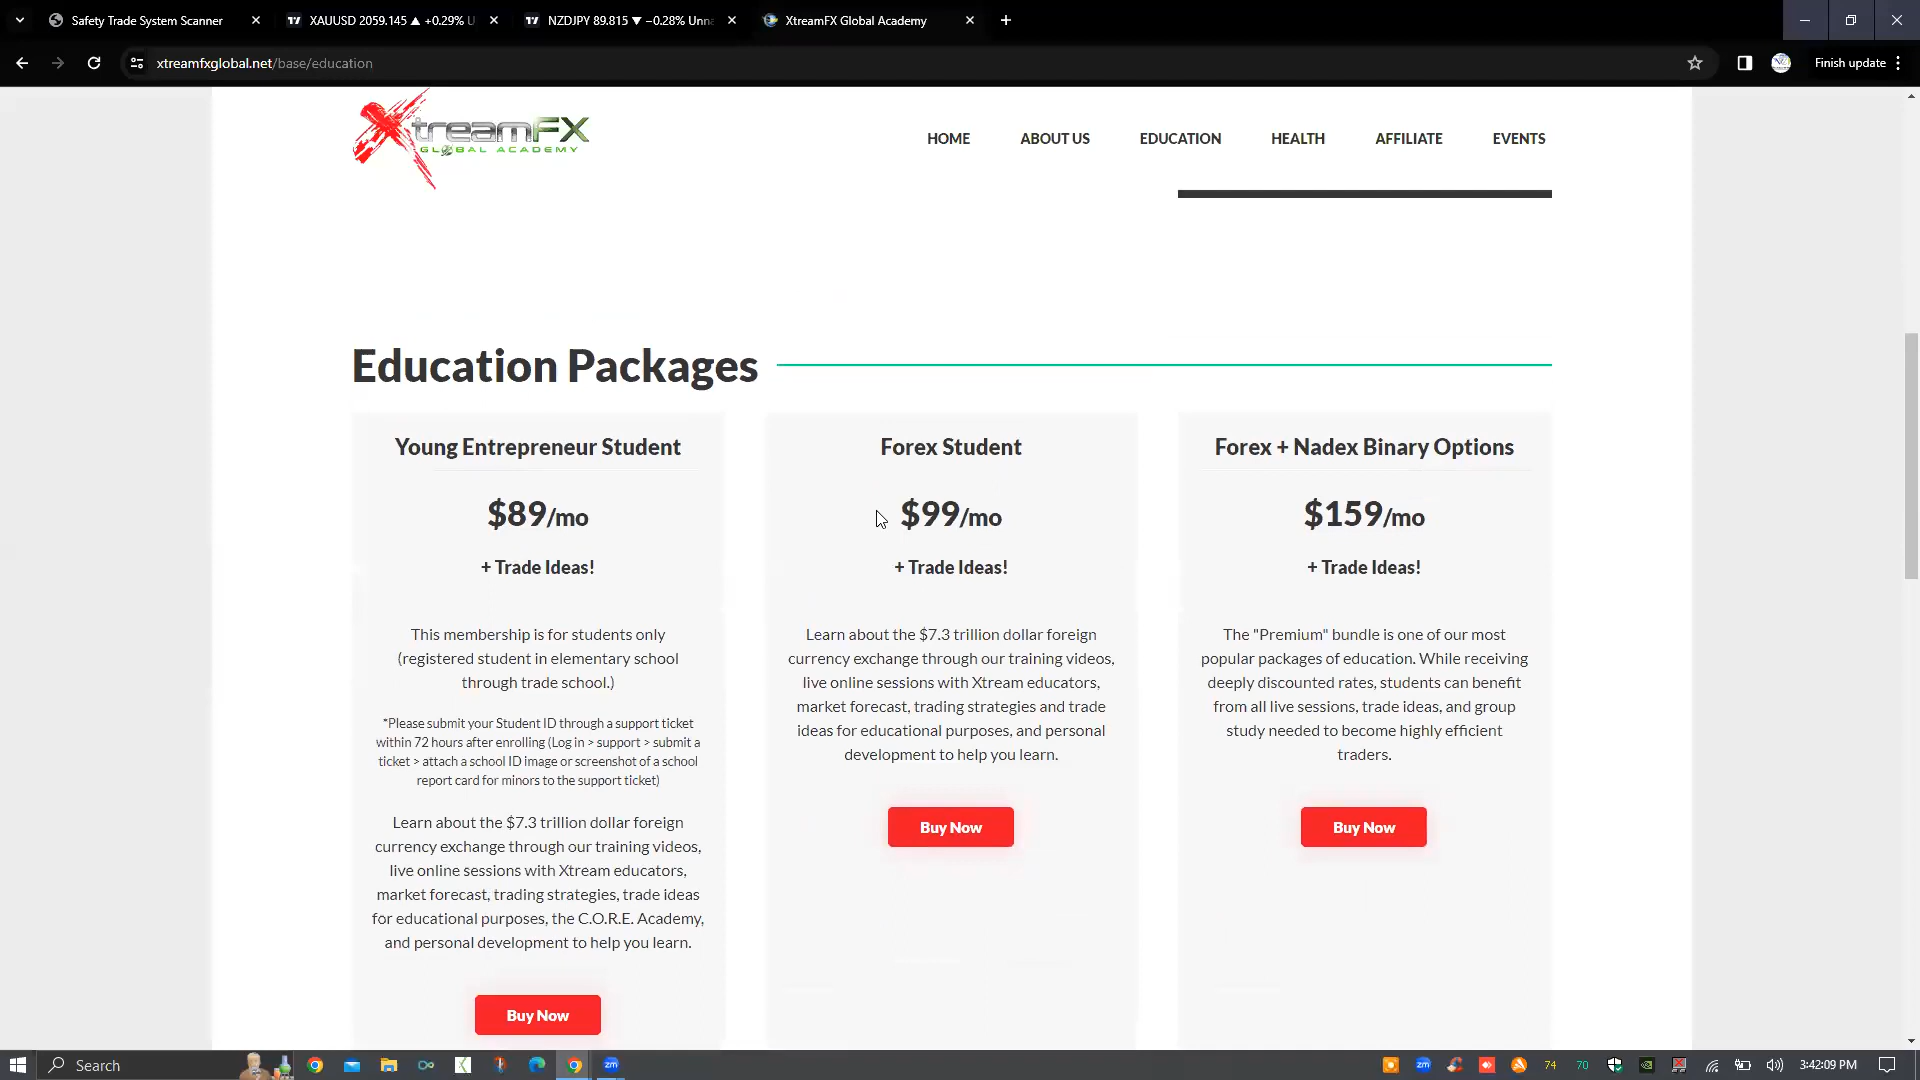 Safety Trade System Scanner
XAUUSD 2059.145 ▲ +0.29% U
NZDJPY 89.815 ▼ −0.28% Unna
XtreamFX Global Academy
xtreamfxglobal.net/base/education
Finish update
XtreamFX
GLOBAL ACADEMY
HOME
ABOUT US
EDUCATION
HEALTH
AFFILIATE
EVENTS
Education Packages
Young Entrepreneur Student
$89/mo
+ Trade Ideas!
This membership is for students only
(registered student in elementary school
through trade school.)
*Please submit your Student ID through a support ticket
within 72 hours after enrolling (Log in > support > submit a
ticket > attach a school ID image or screenshot of a school
report card for minors to the support ticket)
Learn about the $7.3 trillion dollar foreign
currency exchange through our training videos,
live online sessions with Xtream educators,
market forecast, trading strategies, trade ideas
for educational purposes, the C.O.R.E. Academy,
and personal development to help you learn.
Buy Now
Forex Student
$99/mo
+ Trade Ideas!
Learn about the $7.3 trillion dollar foreign
currency exchange through our training videos,
live online sessions with Xtream educators,
market forecast, trading strategies and trade
ideas for educational purposes, and personal
development to help you learn.
Buy Now
Forex + Nadex Binary Options
$159/mo
+ Trade Ideas!
The "Premium" bundle is one of our most
popular packages of education. While receiving
deeply discounted rates, students can benefit
from all live sessions, trade ideas, and group
study needed to become highly efficient
traders.
Buy Now
Search
zm
zm
74
70
3:42:09 PM